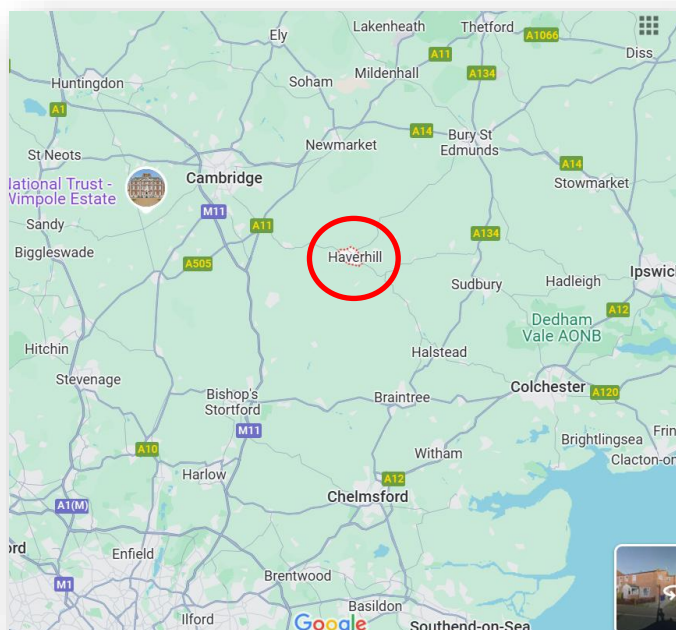 Ely
Lakenheath
Thetford
A1066
A11
Diss
Mildenhall
A134
Huntingdon
Soham
A1
Newmarket
A14
Bury St
Edmunds
St Neots
A14
National Trust -
Wimpole Estate
Cambridge
Stowmarket
M11
Sandy
A11
A134
Biggleswade
A505
Haverhill
Sudbury
Hadleigh
Ipswic
A12
Dedham
Vale AONB
Hitchin
Halstead
Stevenage
Bishop's
Stortford
Braintree
Colchester
A120
M11
Brightlingsea
Frin
A10
Witham
Clacton-on
Harlow
A12
Chelmsford
A1(M)
ord
Enfield
M1
Brentwood
Basildon
Ilford
Google
Southend-on-Sea